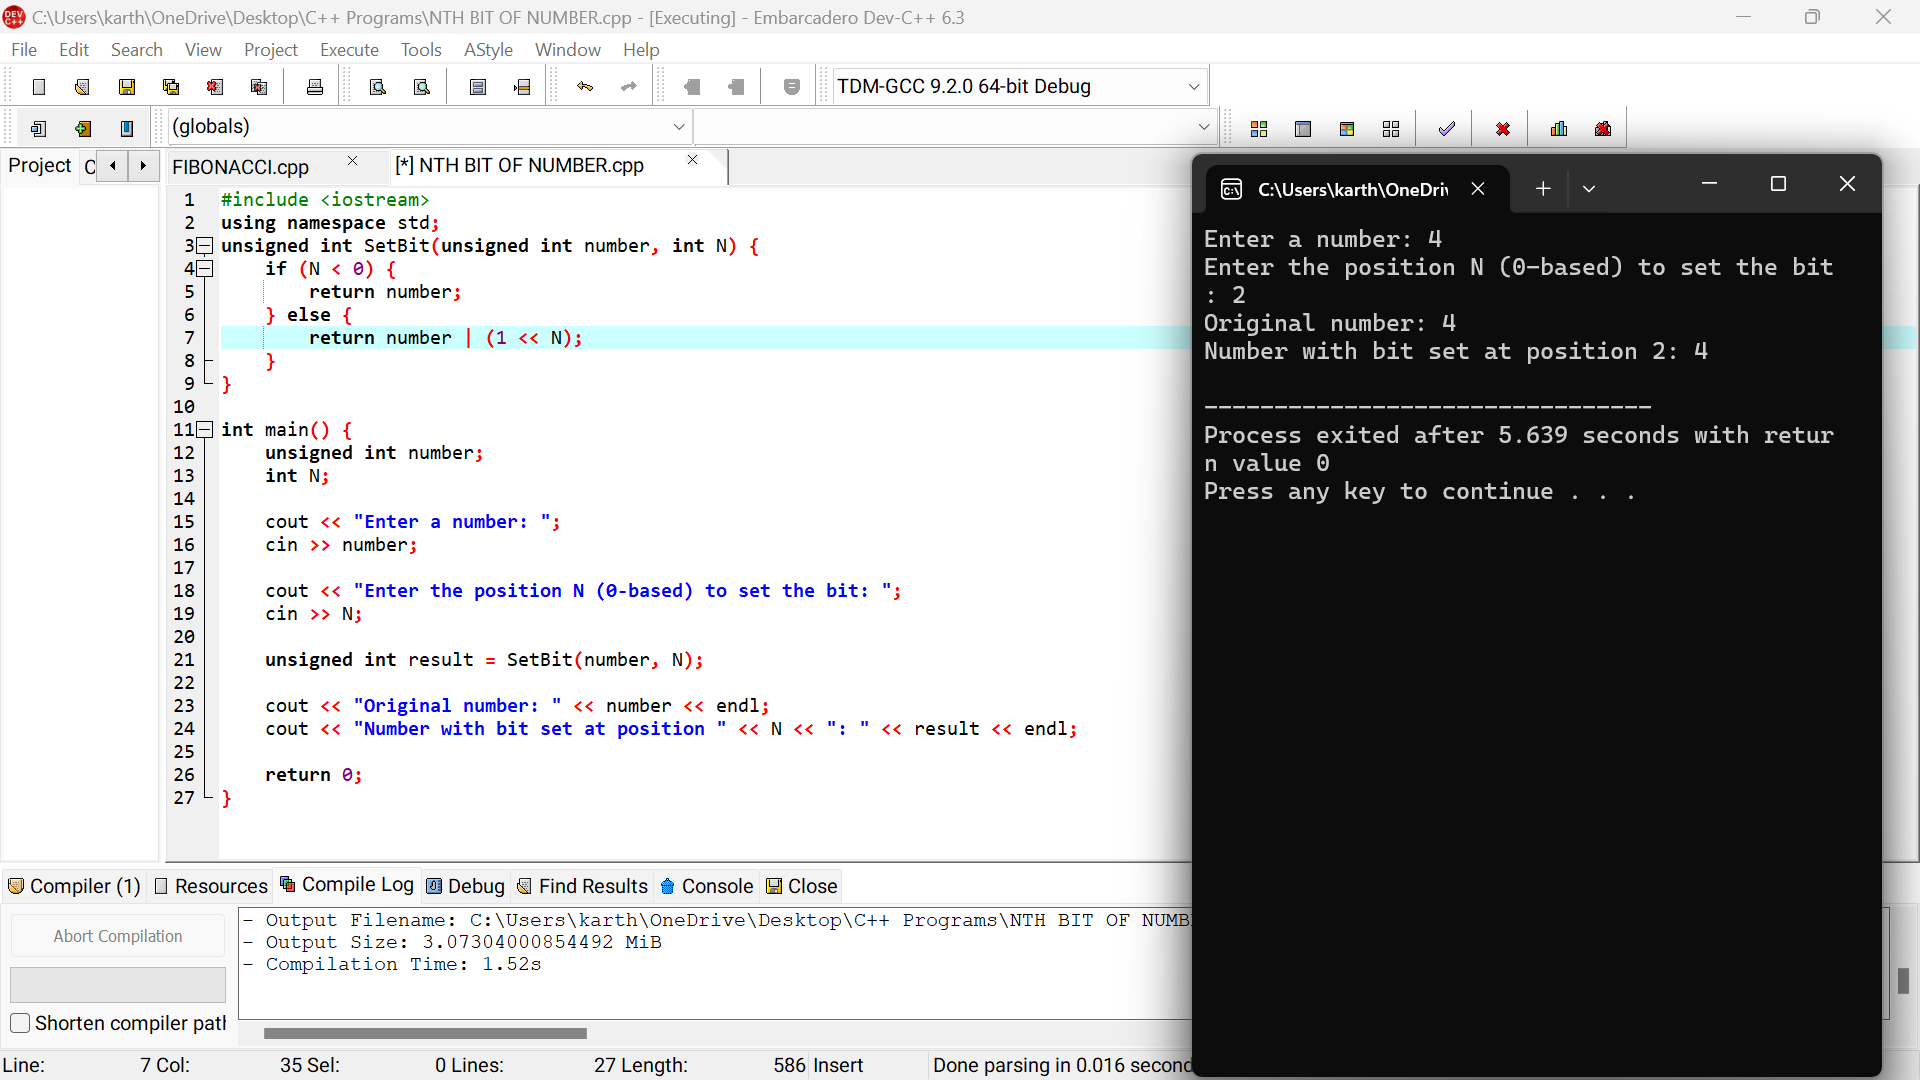 C:\Users\karth\OneDrive\Desktop\C++ Programs\NTH BIT OF NUMBER.cpp - [Executing] - Embarcadero Dev-C++ 6.3
File Edit Search View Project Execute Tools AStyle Window Help
TDM-GCC 9.2.0 64-bit Debug
(globals)
Project C FIBONACCI.cpp [*] NTH BIT OF NUMBER.cpp
1 #include <iostream>
2 using namespace std;
3 unsigned int SetBit(unsigned int number, int N) {
4 if (N < 0) {
5 return number;
6 } else {
7 return number | (1 << N);
8 }
9 }
10
11 int main() {
12 unsigned int number;
13 int N;
14
15 cout << "Enter a number: ";
16 cin >> number;
17
18 cout << "Enter the position N (0-based) to set the bit: ";
19 cin >> N;
20
21 unsigned int result = SetBit(number, N);
22
23 cout << "Original number: " << number << endl;
24 cout << "Number with bit set at position " << N << ": " << result << endl;
25
26 return 0;
27 }
C:\Users\karth\OneDri
Enter a number: 4
Enter the position N (0-based) to set the bit
: 2
Original number: 4
Number with bit set at position 2: 4
--------------------------------
Process exited after 5.639 seconds with retur
n value 0
Press any key to continue . . .
Compiler (1) Resources Compile Log Debug Find Results Console Close
Abort Compilation
Shorten compiler path
- Output Filename: C:\Users\karth\OneDrive\Desktop\C++ Programs\NTH BIT OF NUMB
- Output Size: 3.07304000854492 MiB
- Compilation Time: 1.52s
Line: 7 Col: 35 Sel: 0 Lines: 27 Length: 586 Insert Done parsing in 0.016 second